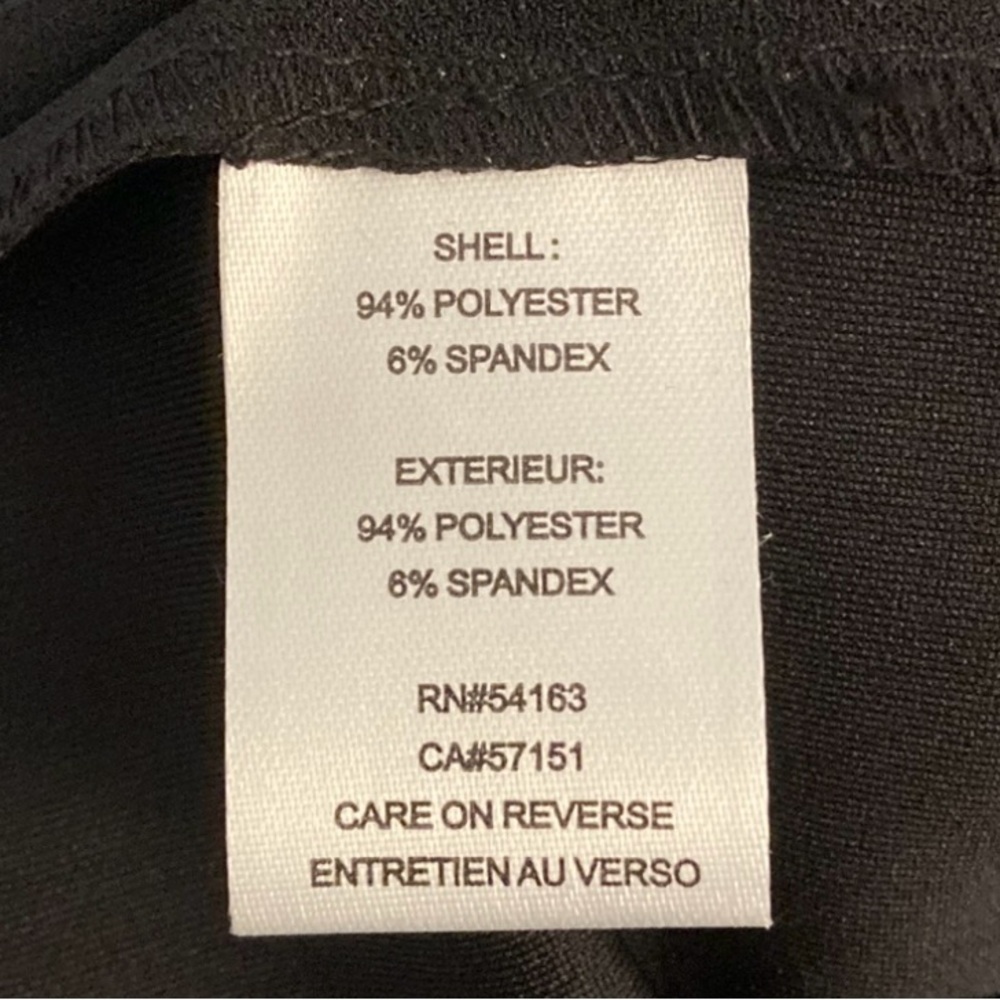 SHELL:
94% POLYESTER
6% SPANDEX
EXTERIEUR:
94% POLYESTER
6% SPANDEX
RN#54163
CA#57151
CARE ON REVERSE
ENTRETIEN AU VERSO